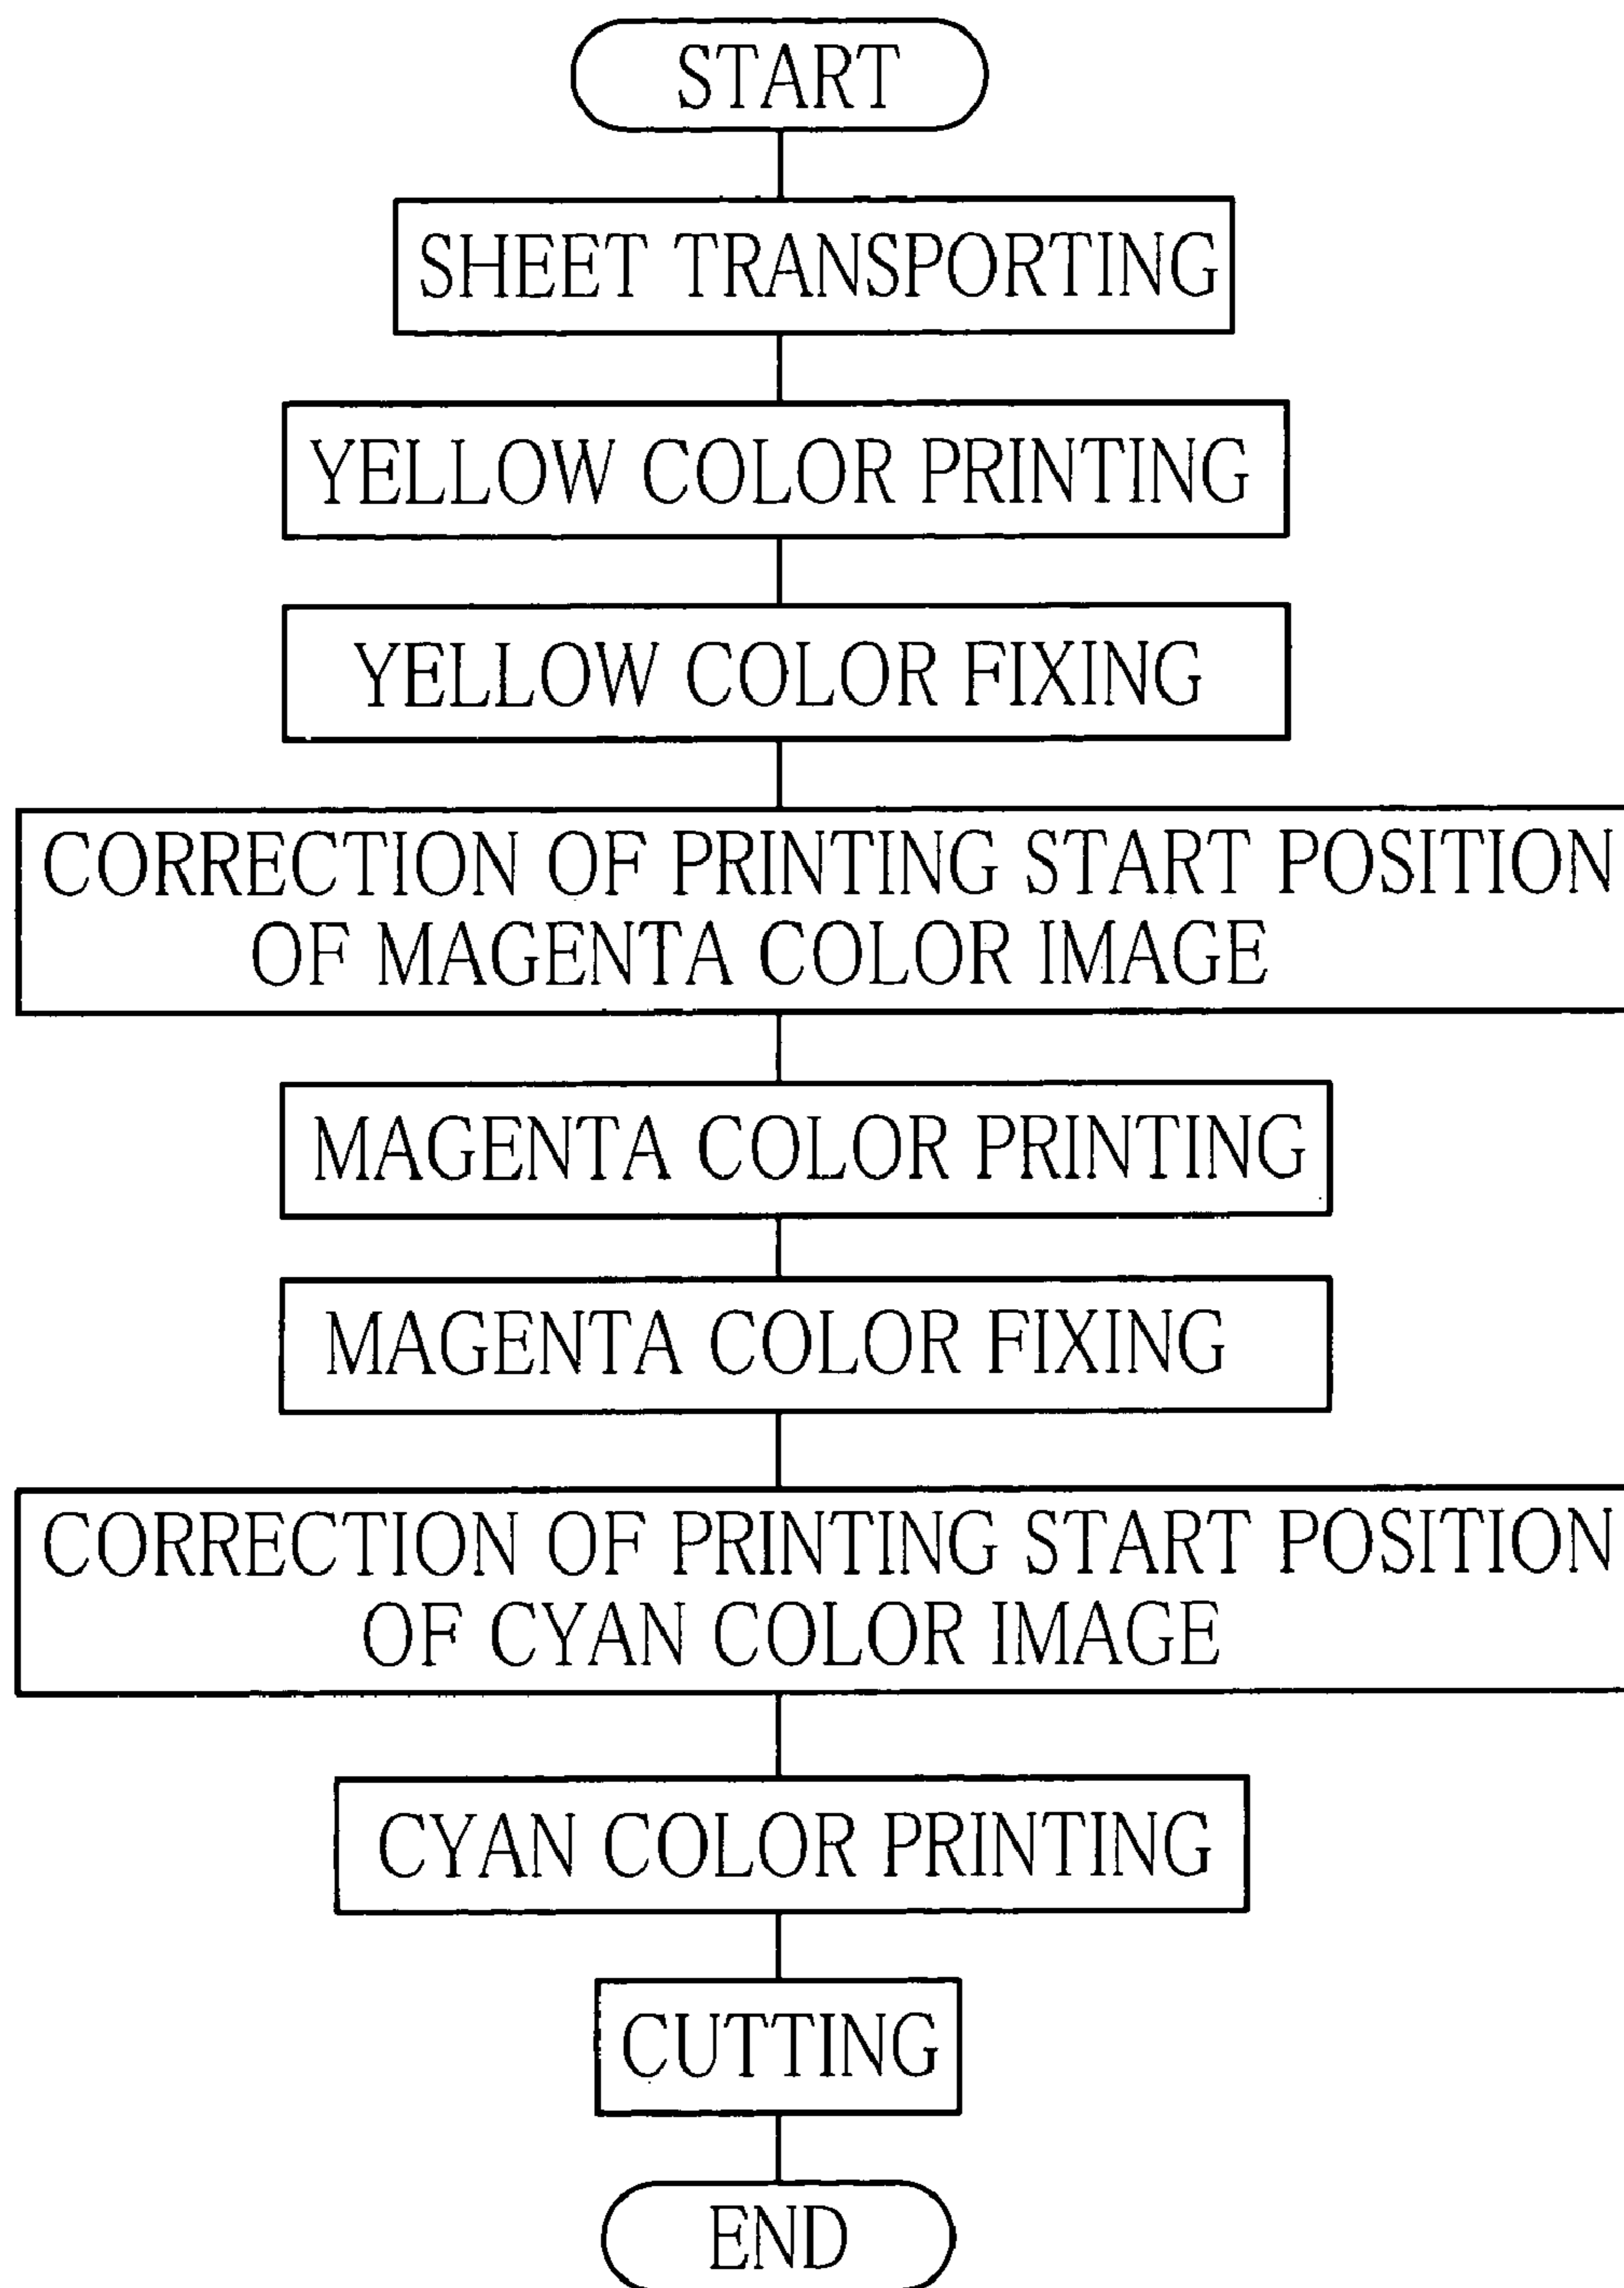 START
SHEET TRANSPORTING
YELLOW COLOR PRINTING
YELLOW COLOR FIXING
CORRECTION OF PRINTING START POSITION
OF MAGENTA COLOR IMAGE
MAGENTA COLOR PRINTING
MAGENTA COLOR FIXING
CORRECTION OF PRINTING START POSITION
OF CYAN COLOR IMAGE
CYAN COLOR PRINTING
CUTTING
END